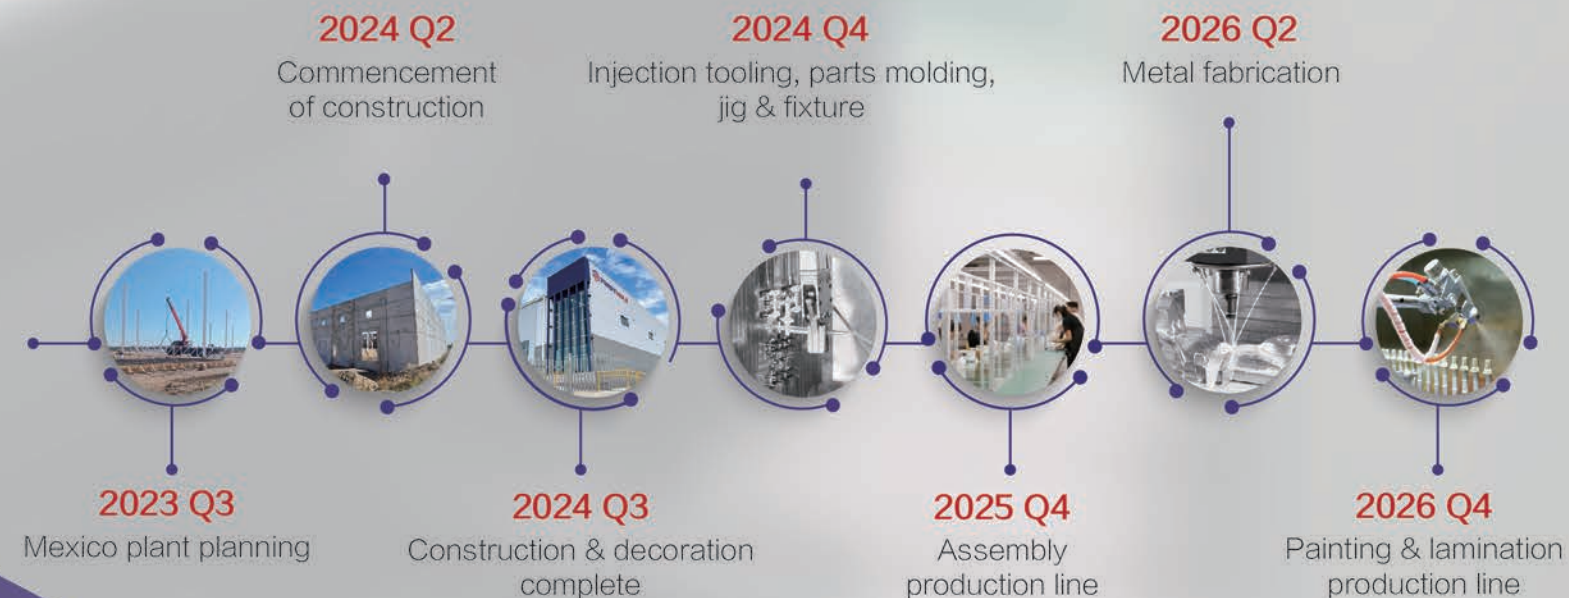 2023 Q3
Mexico plant planning
2024 Q2
Commencement
of construction
2024 Q3
Construction & decoration
complete
2024 Q4
Injection tooling, parts molding,
jig & fixture
2025 Q4
Assembly
production line
2026 Q2
Metal fabrication
2026 Q4
Painting & lamination
production line